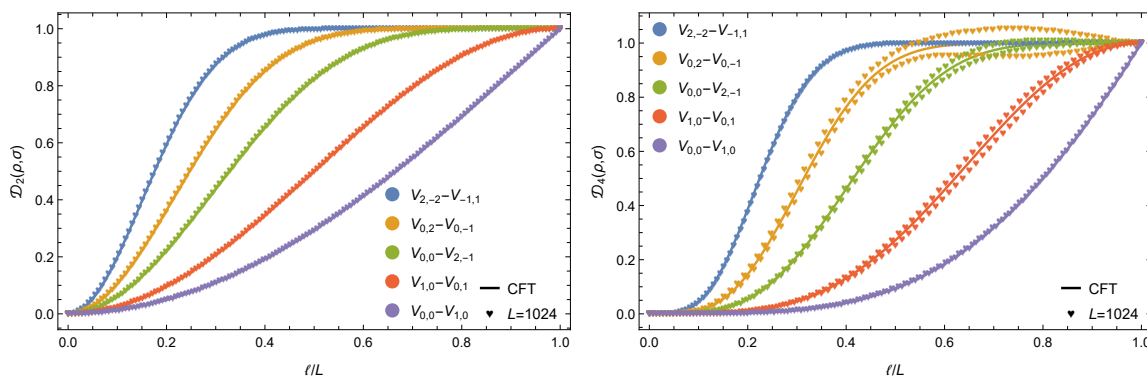 1.0
0.8
0.6
0.4
0.2
0.0
𝒟₂(ρ,σ)
V₂,₋₂−V₋₁,₁
V₀,₂−V₀,₋₁
V₀,₀−V₂,₋₁
V₁,₀−V₀,₁
V₀,₀−V₁,₀
CFT
L=1024
0.0 0.2 0.4 0.6 0.8 1.0
ℓ/L
1.0
0.8
0.6
0.4
0.2
0.0
𝒟₄(ρ,σ)
V₂,₋₂−V₋₁,₁
V₀,₂−V₀,₋₁
V₀,₀−V₂,₋₁
V₁,₀−V₀,₁
V₀,₀−V₁,₀
CFT
L=1024
0.0 0.2 0.4 0.6 0.8 1.0
ℓ/L